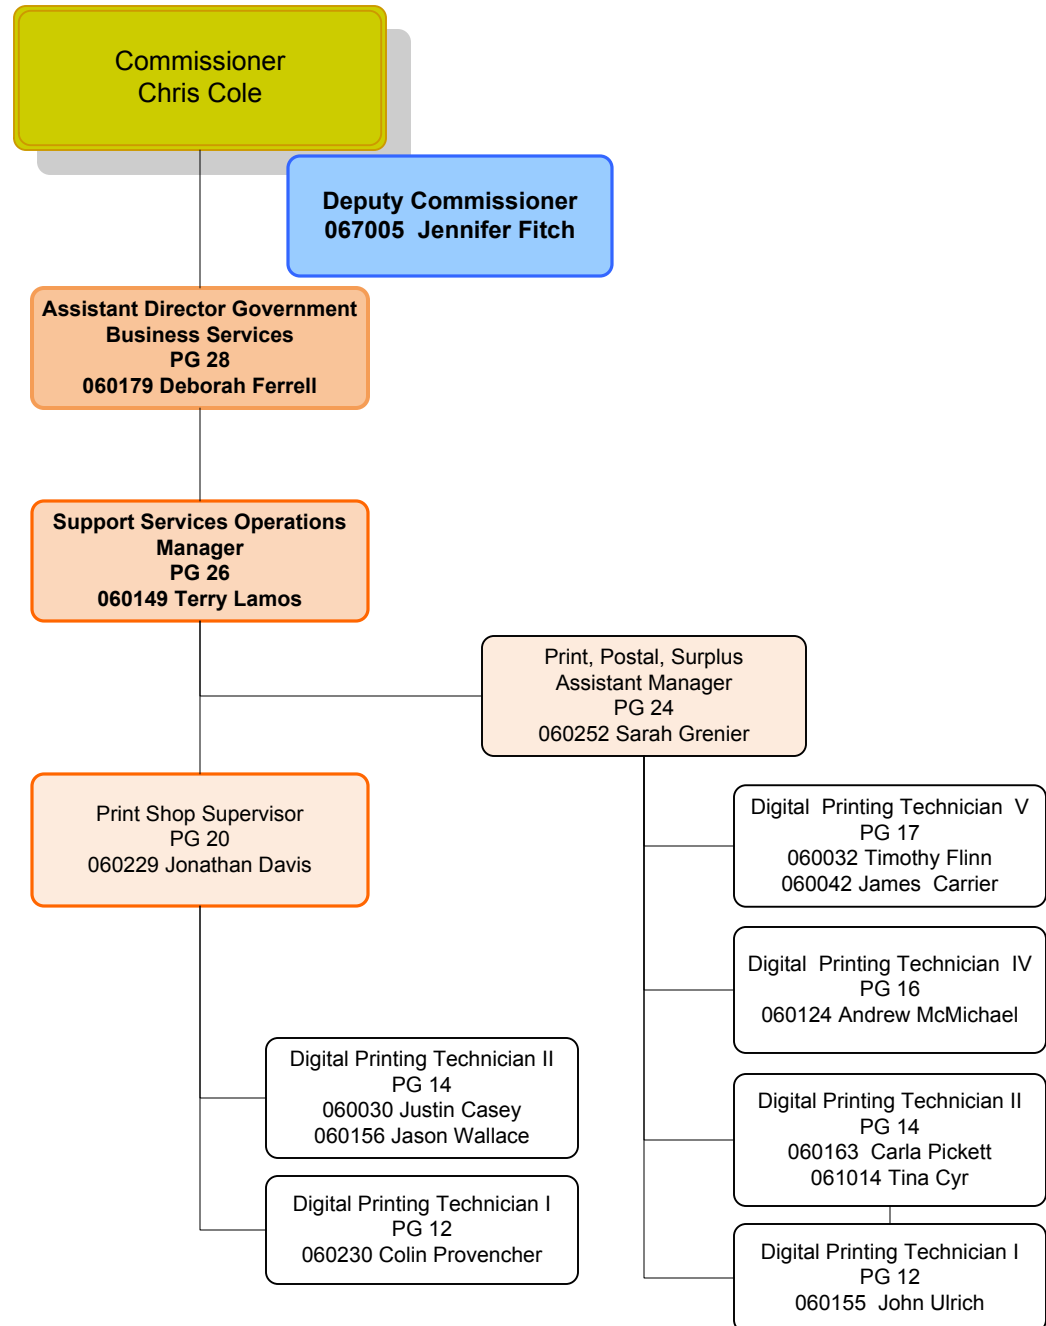 Commissioner
Chris Cole
Deputy Commissioner
067005  Jennifer Fitch
Assistant Director Government
Business Services
PG 28
060179 Deborah Ferrell
Support Services Operations
Manager
PG 26
060149 Terry Lamos
Print, Postal, Surplus
Assistant Manager
PG 24
060252 Sarah Grenier
Print Shop Supervisor
PG 20
060229 Jonathan Davis
Digital  Printing Technician  V
PG 17
060032 Timothy Flinn
060042 James  Carrier
Digital  Printing Technician  IV
PG 16
060124 Andrew McMichael
Digital Printing Technician II
PG 14
060030 Justin Casey
060156 Jason Wallace
Digital Printing Technician II
PG 14
060163  Carla Pickett
061014 Tina Cyr
Digital Printing Technician I
PG 12
060230 Colin Provencher
Digital Printing Technician I
PG 12
060155  John Ulrich